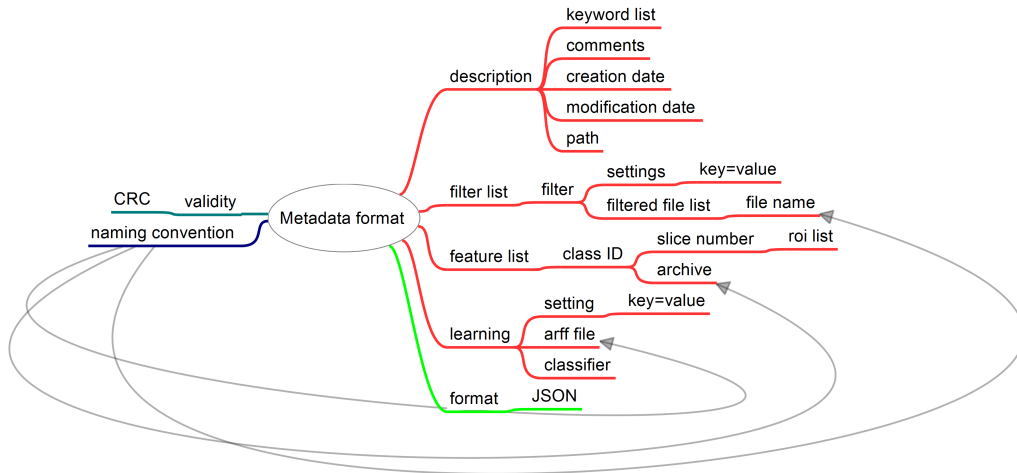 keyword list
comments
description
creation date
modification date
path
settings
key=value
filter list
filter
filtered file list
file name
CRC
validity
Metadata format
naming convention
slice number
roi list
feature list
class ID
archive
setting
key=value
learning
arff file
classifier
format
JSON